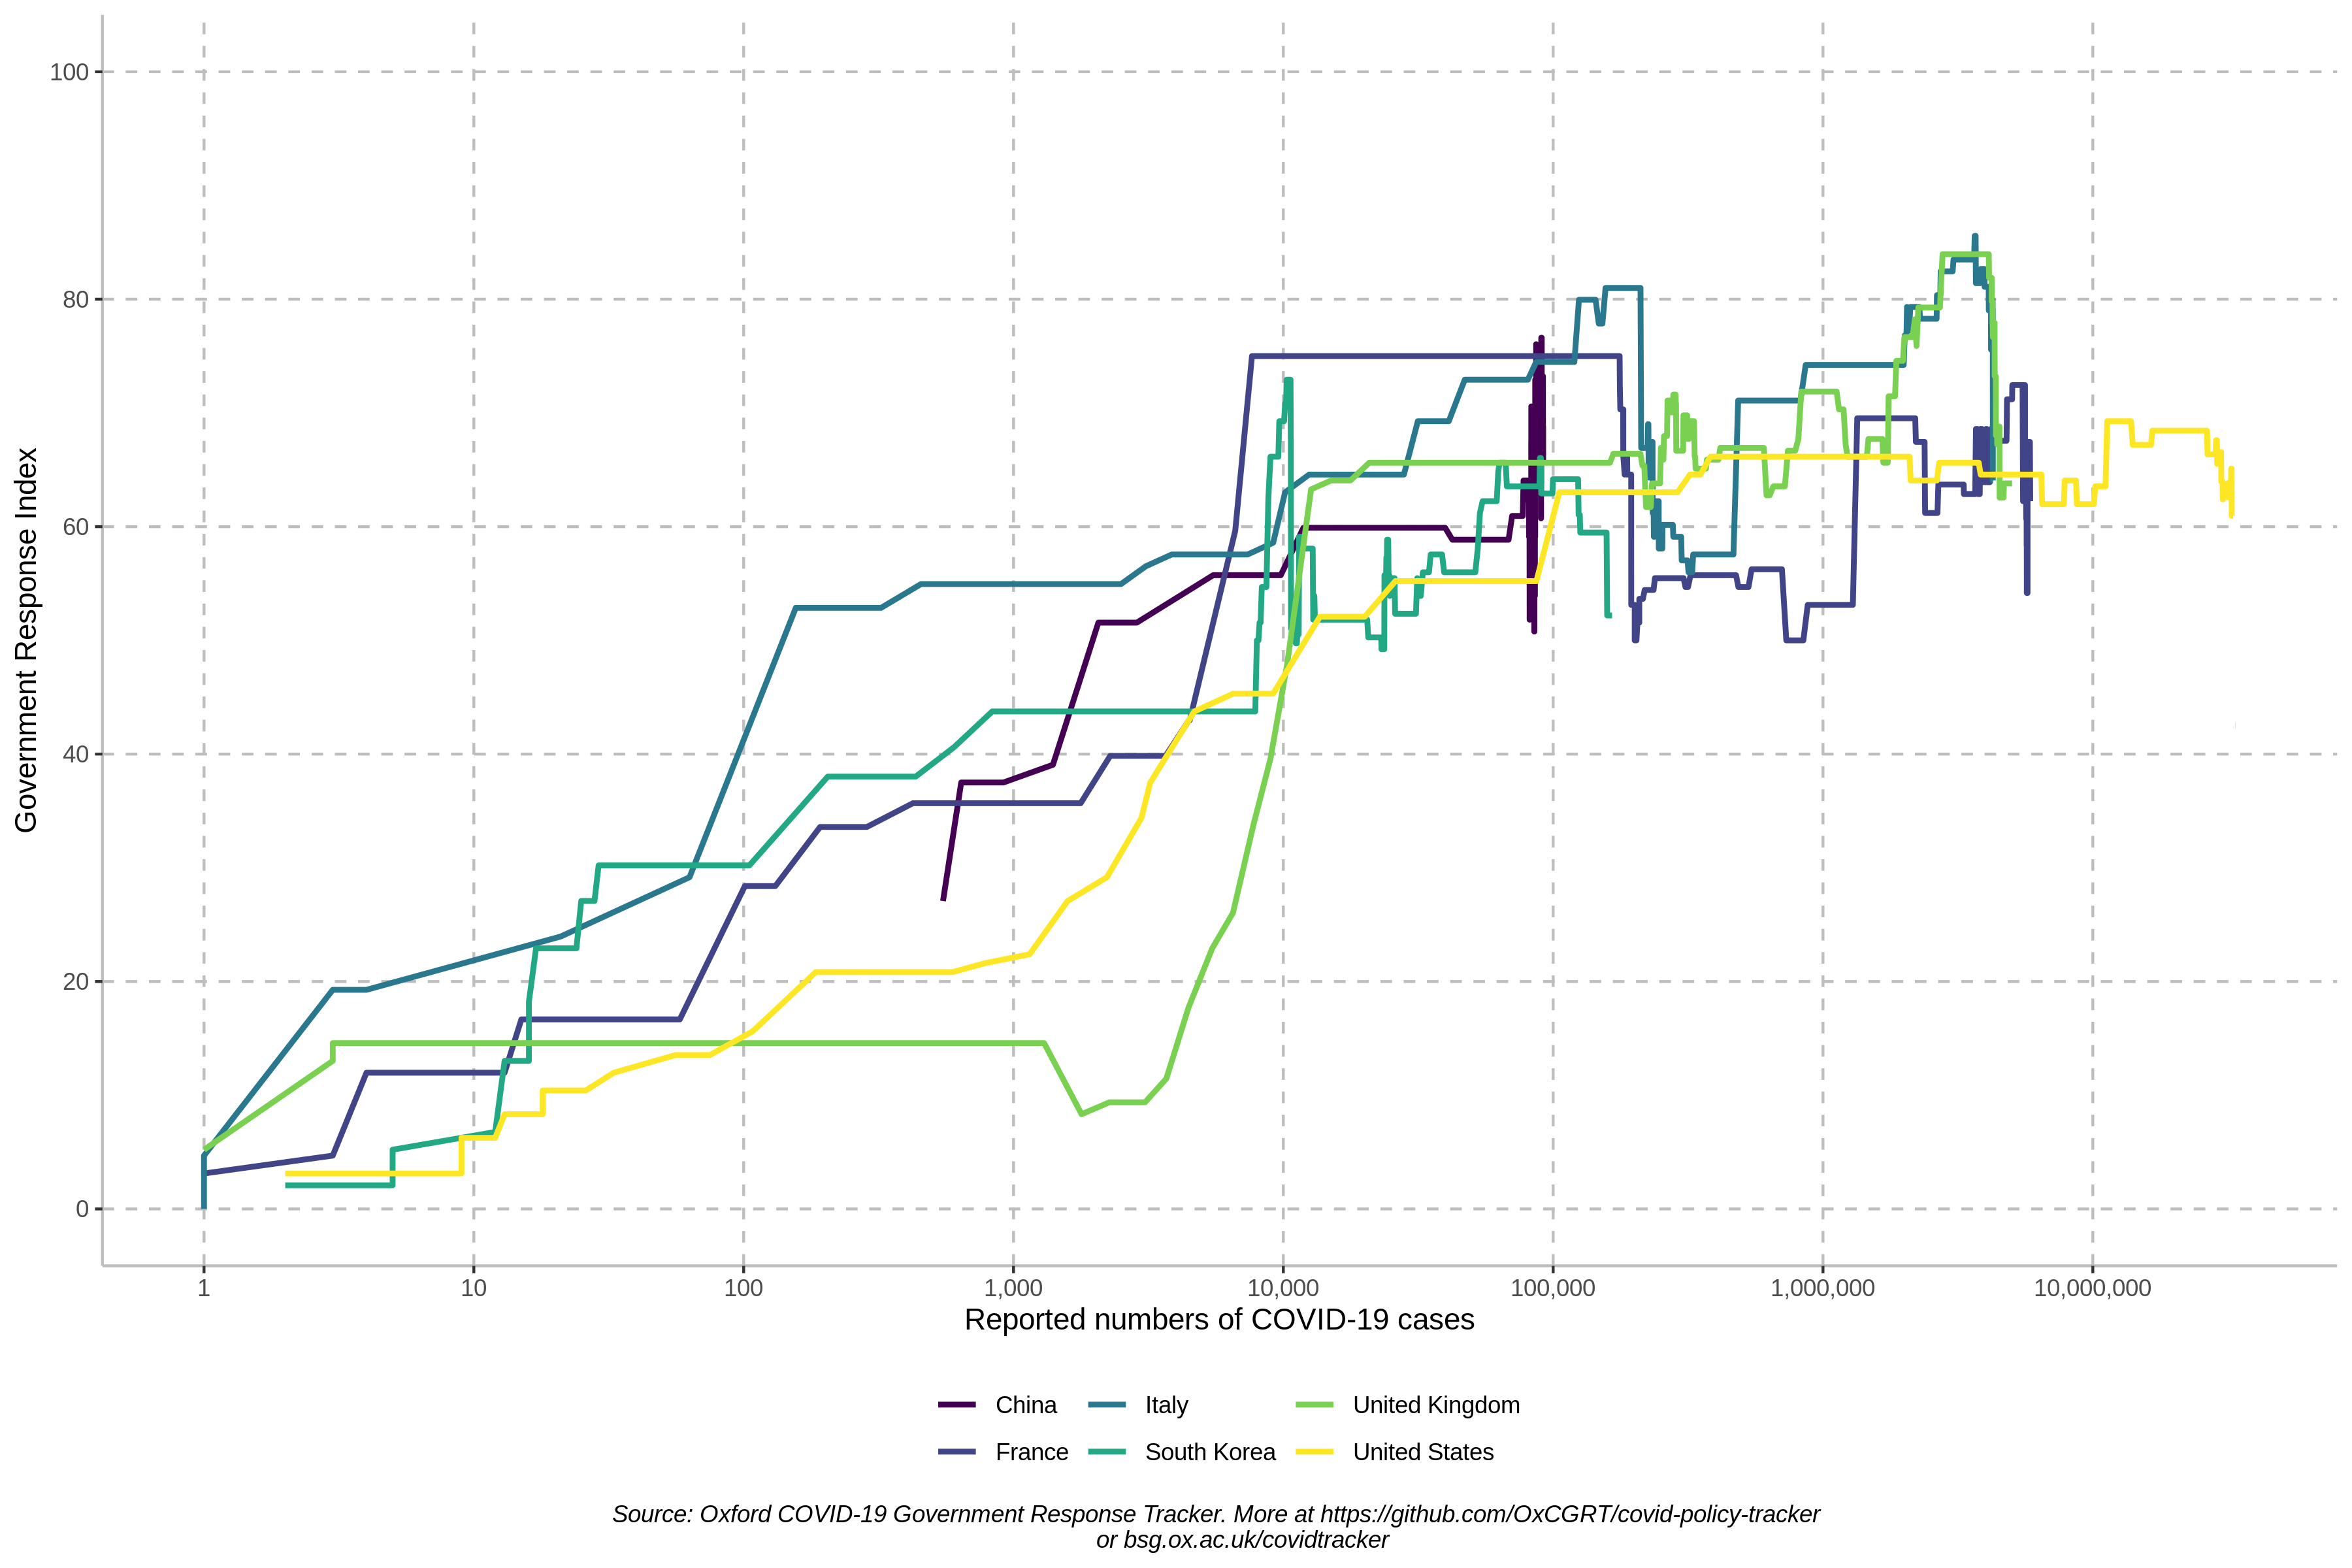 Government Response Index
100
80
60
40
20
0
1 10 100 1,000 10,000 100,000 1,000,000 10,000,000
Reported numbers of COVID-19 cases
China Italy United Kingdom
France South Korea United States
Source: Oxford COVID-19 Government Response Tracker. More at https://github.com/OxCGRT/covid-policy-tracker
or bsg.ox.ac.uk/covidtracker